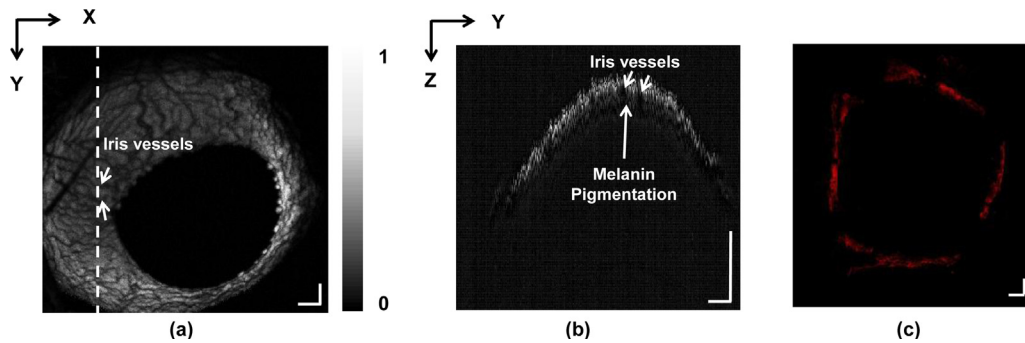 X
Y
1
0
Iris vessels
(a)
Y
Z
Iris vessels
Melanin
Pigmentation
(b)
(c)